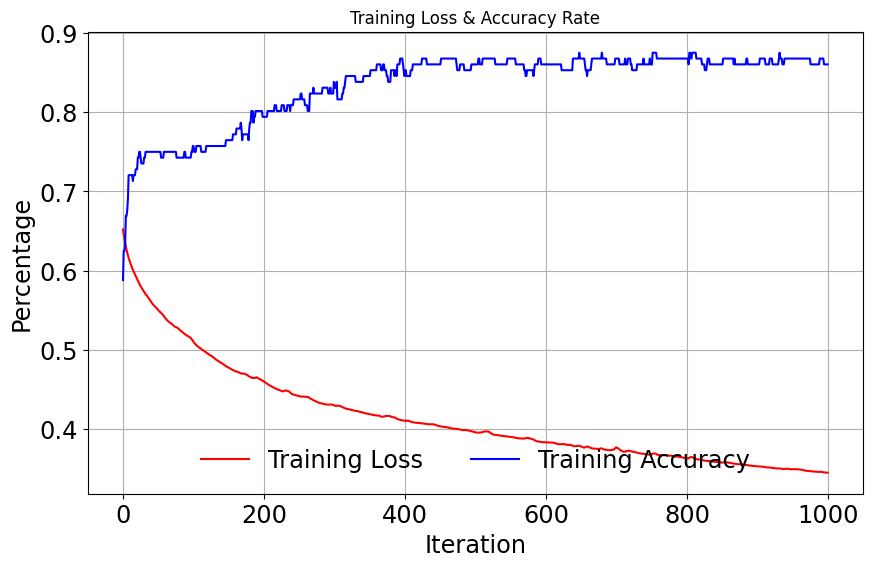 Training Loss & Accuracy Rate
0.9
0.8
0.7
0.6
0.5
0.4
Percentage
Training Loss
Training Accuracy
0
200
400
600
800
1000
Iteration